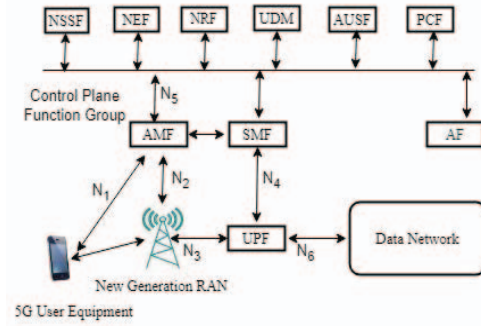 NSSF NEF NRF UDM AUSF PCF
Control Plane
Function Group
N5
AMF SMF AF
N1 N2 N4
N3 UPF N6 Data Network
New Generation RAN
5G User Equipment